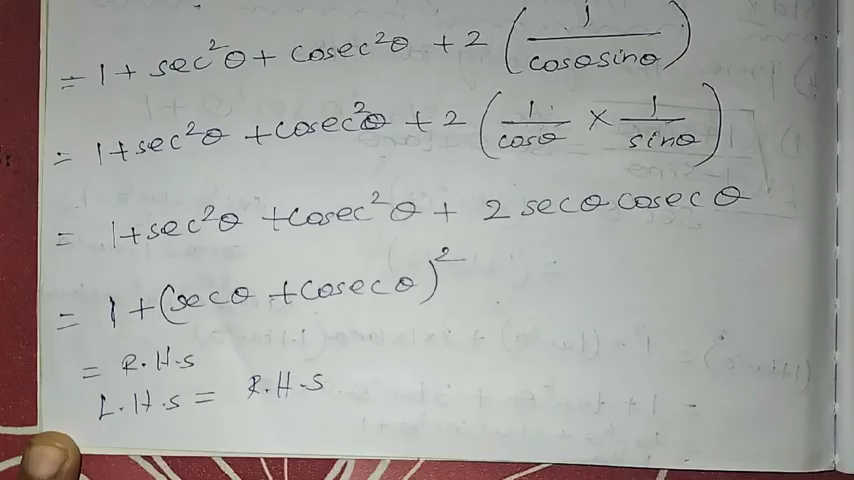 = 1 + sec²θ + cosec²θ + 2 (1/cosθsinθ)
= 1+sec²θ +cosec²θ + 2 (1/cosθ × 1/sinθ)
= 1+sec²θ +cosec²θ + 2 secθ cosec θ
= 1 +(secθ +cosecθ)²
= R.H.S
L.H.S = R.H.S